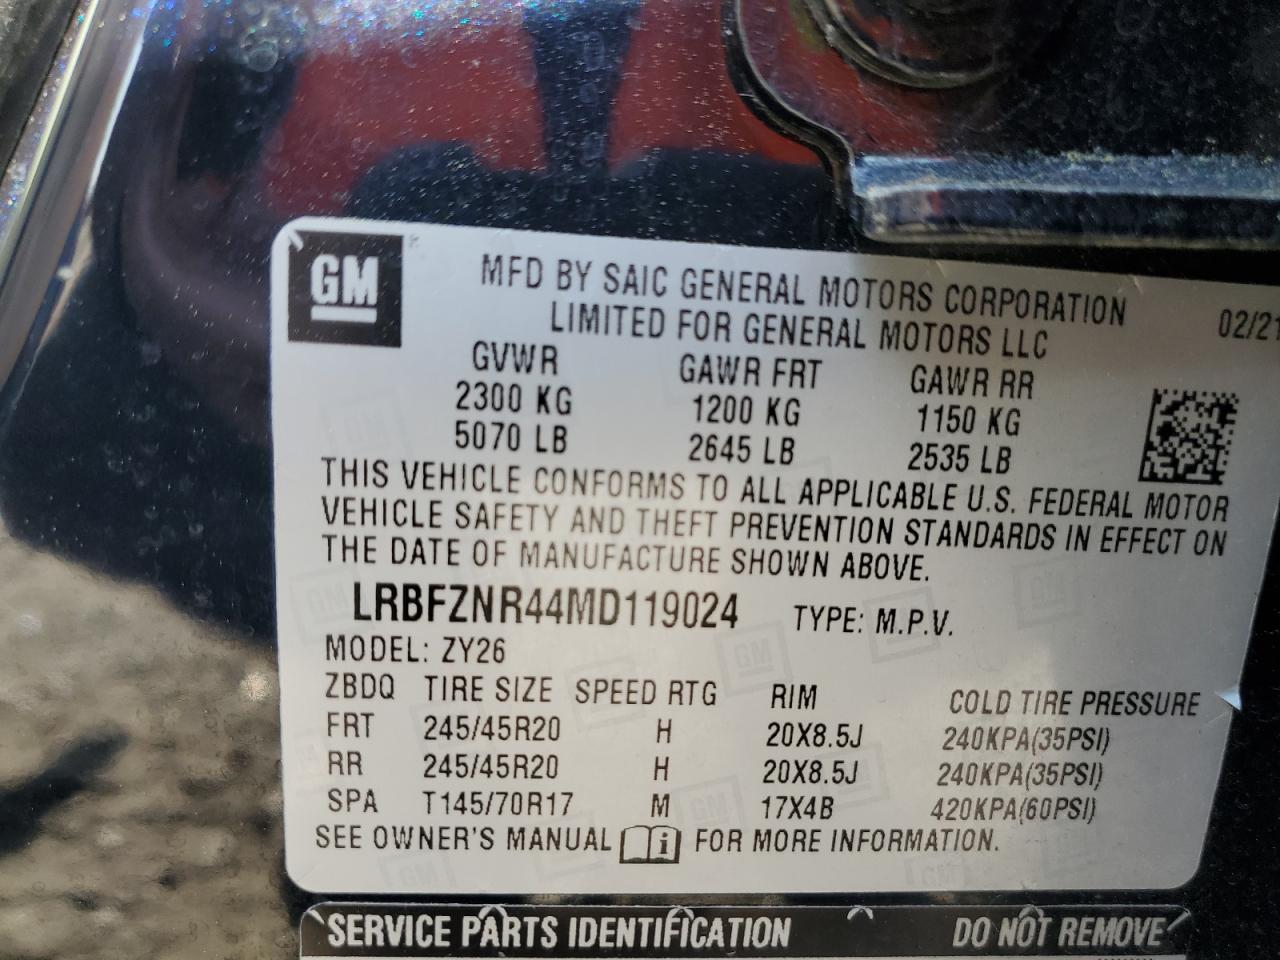 GM
MFD BY SAIC GENERAL MOTORS CORPORATION
LIMITED FOR GENERAL MOTORS LLC
02/21
GVWR GAWR FRT GAWR RR
2300 KG 1200 KG 1150 KG
5070 LB 2645 LB 2535 LB
THIS VEHICLE CONFORMS TO ALL APPLICABLE U.S. FEDERAL MOTOR
VEHICLE SAFETY AND THEFT PREVENTION STANDARDS IN EFFECT ON
THE DATE OF MANUFACTURE SHOWN ABOVE.
LRBFZNR44MD119024 TYPE: M.P.V.
MODEL: ZY26
ZBDQ TIRE SIZE SPEED RTG RIM COLD TIRE PRESSURE
FRT 245/45R20 H 20X8.5J 240KPA(35PSI)
RR 245/45R20 H 20X8.5J 240KPA(35PSI)
SPA T145/70R17 M 17X4B 420KPA(60PSI)
SEE OWNER'S MANUAL i FOR MORE INFORMATION.
SERVICE PARTS IDENTIFICATION DO NOT REMOVE